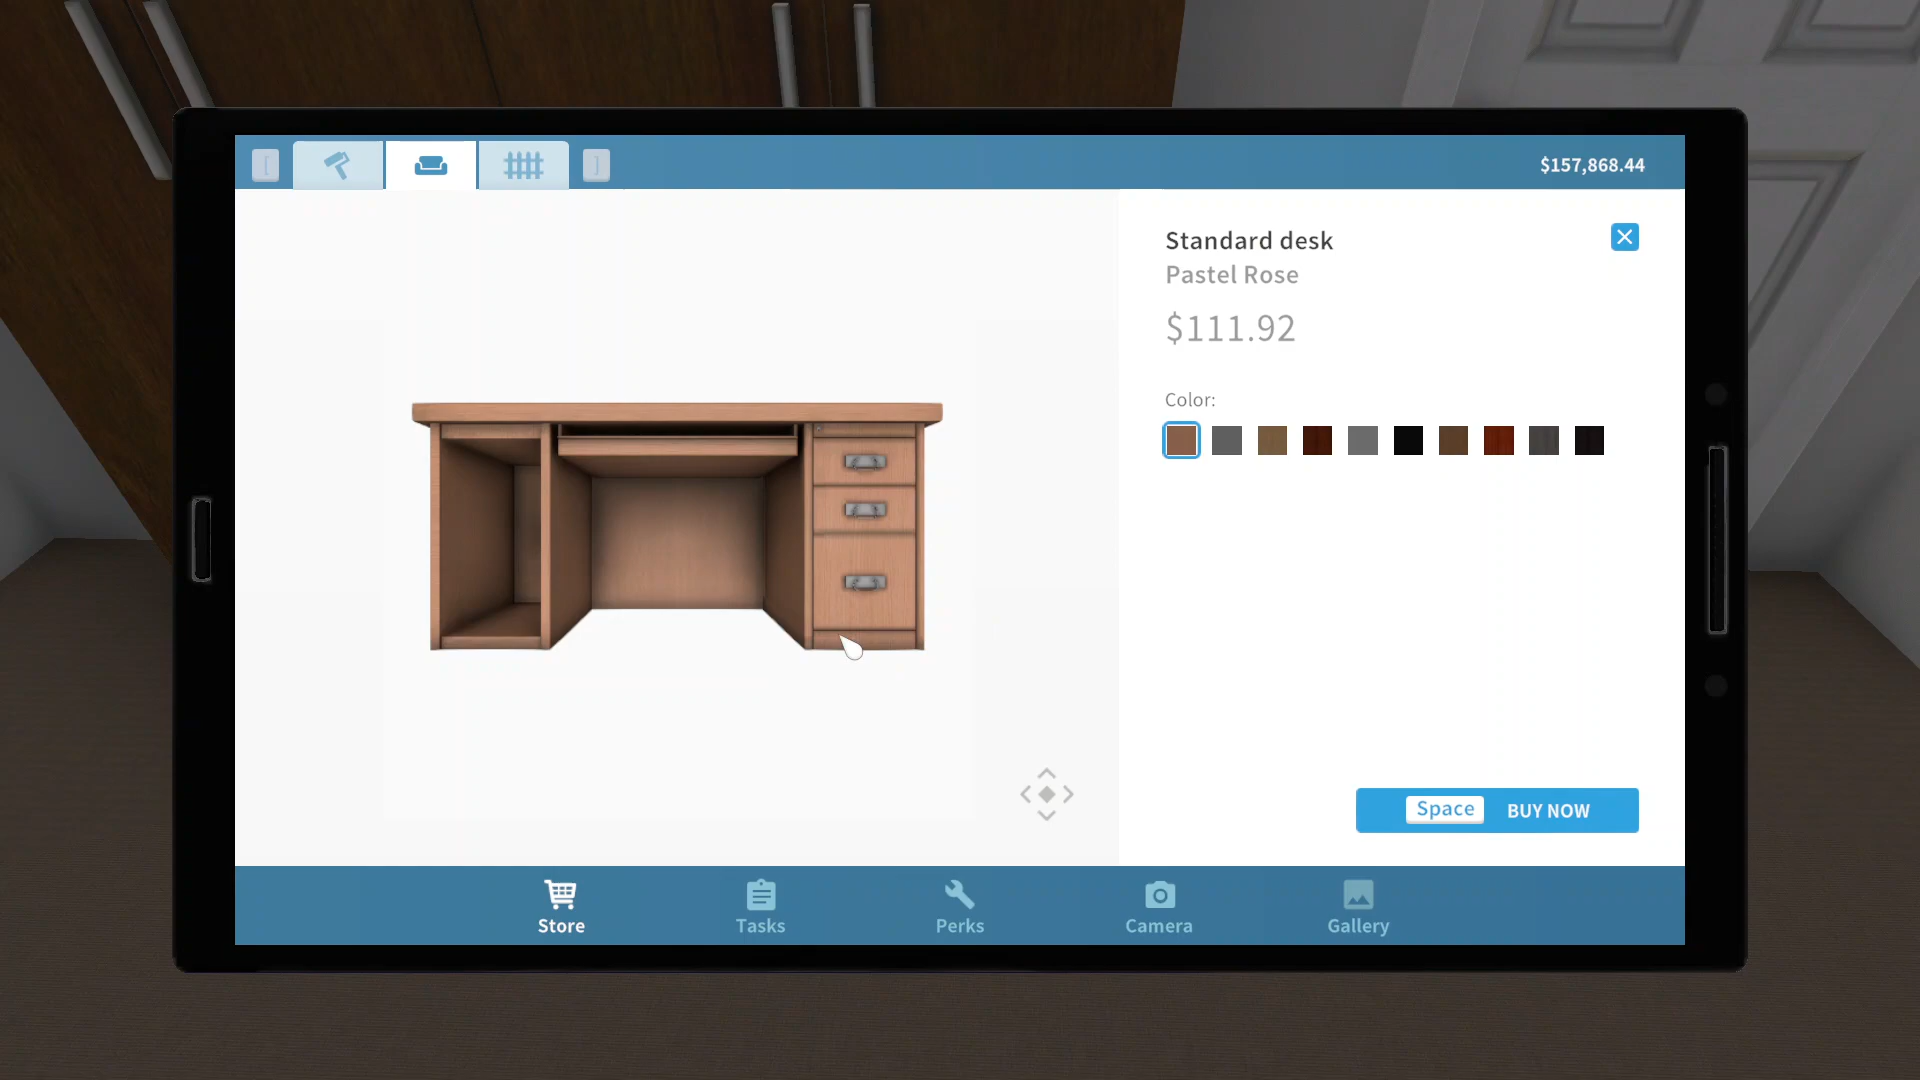 [
]
$157,868.44
Standard desk
Pastel Rose
$111.92
Color:
Space BUY NOW
Store Tasks Perks Camera Gallery